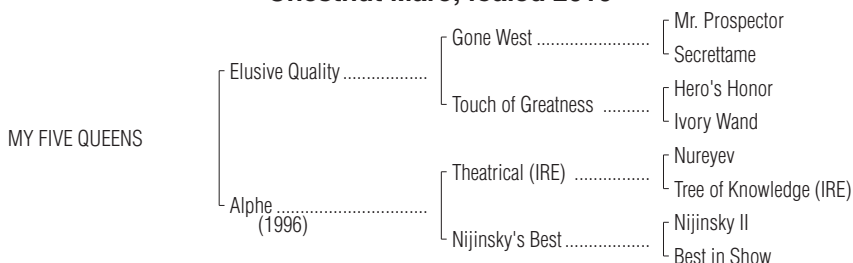 Mr. Prospector
Gone West ........................
Secrettame
Elusive Quality ..................
Hero's Honor
Touch of Greatness ..........
Ivory Wand
MY FIVE QUEENS
Nureyev
Theatrical (IRE) ................
Tree of Knowledge (IRE)
Alphe ................................
(1996)
Nijinsky II
Nijinsky's Best ..................
Best in Show